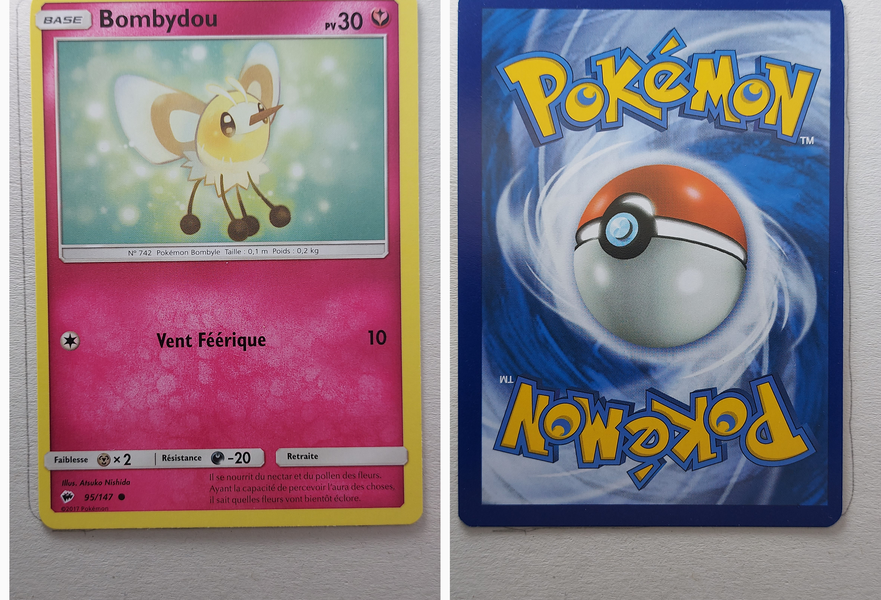 BASE Bombydou PV 30
N° 742 Pokémon Bombyle Taille : 0,1 m Poids : 0,2 kg
Vent Féérique 10
Faiblesse × 2 Résistance -20 Retraite
Illus. Atsuko Nishida
95/147
©2017 Pokémon
Il se nourrit du nectar et du pollen des fleurs.
Ayant la capacité de percevoir l'aura des choses,
il sait quelles fleurs vont bientôt éclore.
POKéMON
TM
POKéMON
TM